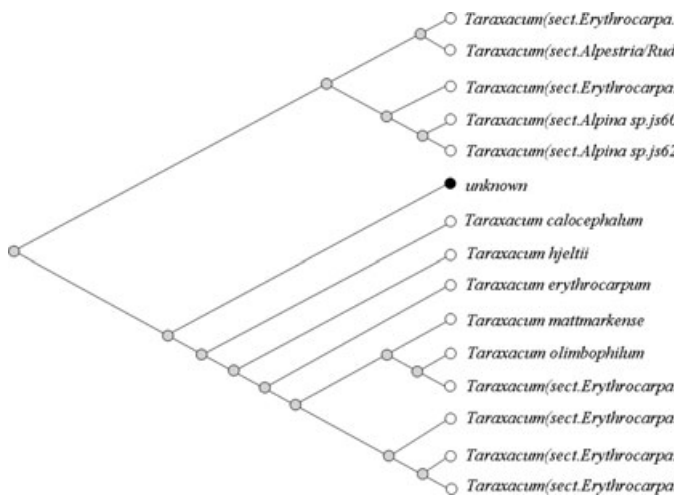 Taraxacum(sect.Erythrocarpa.
Taraxacum(sect.Alpestria/Rud
Taraxacum(sect.Erythrocarpa.
Taraxacum(sect.Alpina sp.js60
Taraxacum(sect.Alpina sp.js62
unknown
Taraxacum calocephalum
Taraxacum hjeltii
Taraxacum erythrocarpum
Taraxacum mattmarkense
Taraxacum olimbophilum
Taraxacum(sect.Erythrocarpa
Taraxacum(sect.Erythrocarpa
Taraxacum(sect.Erythrocarpa.
Taraxacum(sect.Erythrocarpa